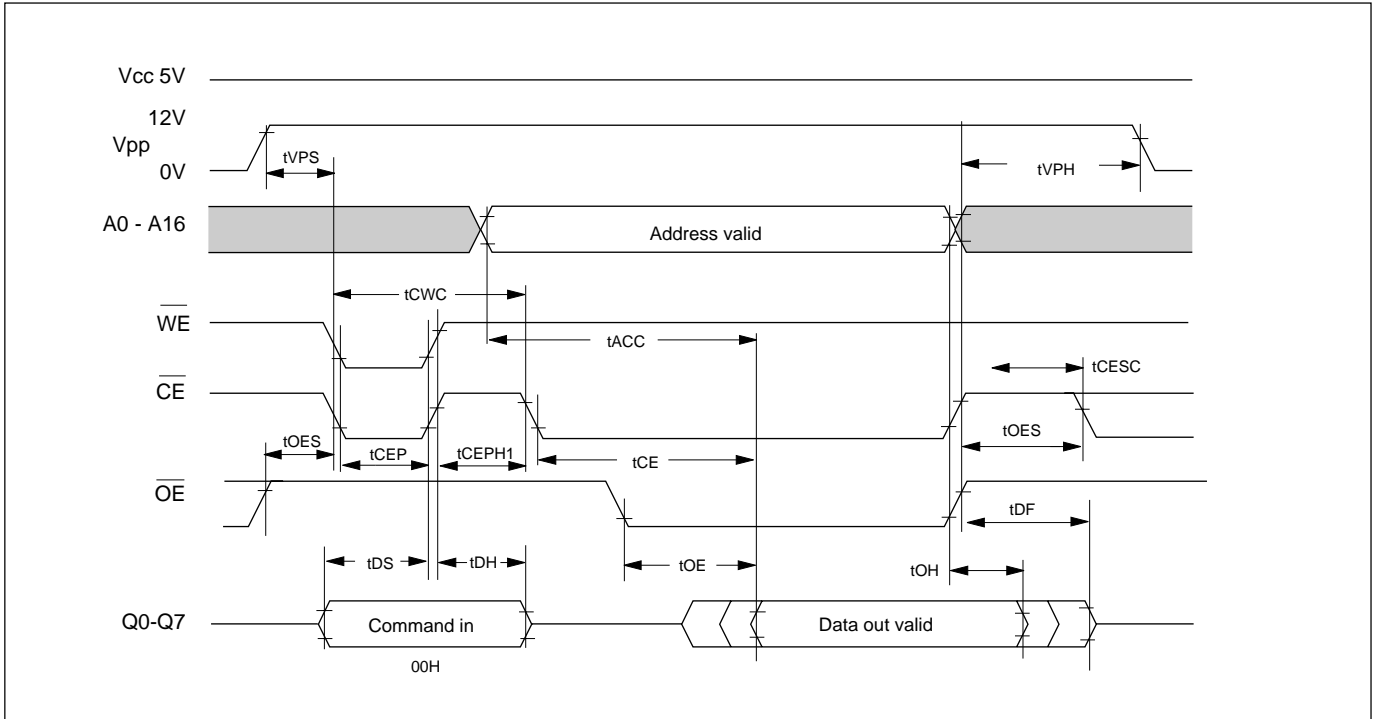 Vcc 5V
12V
Vpp
0V
tVPS
tVPH
A0 - A16
Address valid
tCWC
WE
tACC
tCESC
CE
tOES
tCEP
tCEPH1
tCE
tOES
OE
tDF
tDS
tDH
tOE
tOH
Q0-Q7
Command in
Data out valid
00H